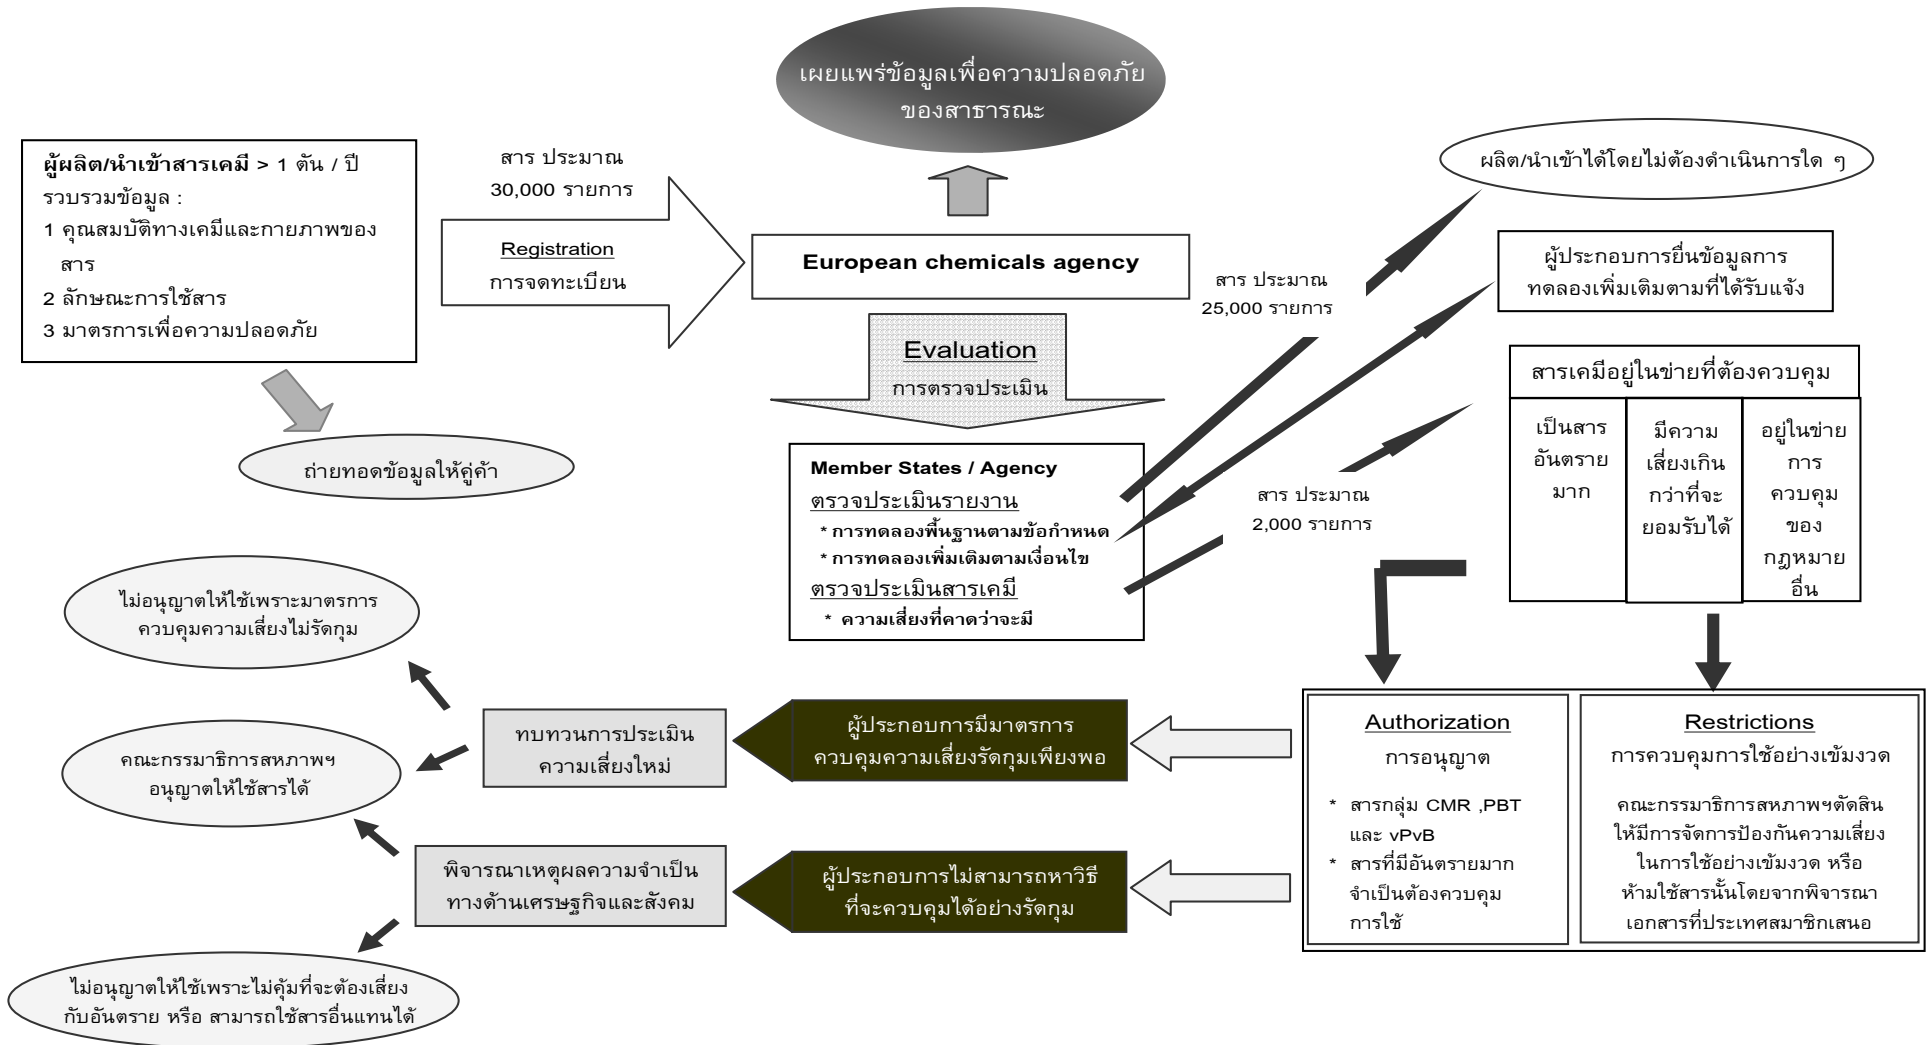 เผยแพร่ข้อมูลเพื่อความปลอดภัย
ของสาธารณะ
ผู้ผลิต/นำเข้าสารเคมี > 1 ตัน / ปี
รวบรวมข้อมูล :
1 คุณสมบัติทางเคมีและกายภาพของ
สาร
2 ลักษณะการใช้สาร
3 มาตรการเพื่อความปลอดภัย
สาร ประมาณ
30,000 รายการ
Registration
การจดทะเบียน
European chemicals agency
ผลิต/นำเข้าได้โดยไม่ต้องดำเนินการใด ๆ
สาร ประมาณ
25,000 รายการ
ผู้ประกอบการยื่นข้อมูลการ
ทดลองเพิ่มเติมตามที่ได้รับแจ้ง
Evaluation
การตรวจประเมิน
สารเคมีอยู่ในข่ายที่ต้องควบคุม
เป็นสาร
อันตราย
มาก
มีความ
เสี่ยงเกิน
กว่าที่จะ
ยอมรับได้
อยู่ในข่าย
การ
ควบคุม
ของ
กฎหมาย
อื่น
ถ่ายทอดข้อมูลให้คู่ค้า
Member States / Agency
ตรวจประเมินรายงาน
* การทดลองพื้นฐานตามข้อกำหนด
* การทดลองเพิ่มเติมตามเงื่อนไข
ตรวจประเมินสารเคมี
* ความเสี่ยงที่คาดว่าจะมี
สาร ประมาณ
2,000 รายการ
ไม่อนุญาตให้ใช้เพราะมาตรการ
ควบคุมความเสี่ยงไม่รัดกุม
คณะกรรมาธิการสหภาพฯ
อนุญาตให้ใช้สารได้
ทบทวนการประเมิน
ความเสี่ยงใหม่
ผู้ประกอบการมีมาตรการ
ควบคุมความเสี่ยงรัดกุมเพียงพอ
Authorization
การอนุญาต
* สารกลุ่ม CMR ,PBT
และ vPvB
* สารที่มีอันตรายมาก
จำเป็นต้องควบคุม
การใช้
Restrictions
การควบคุมการใช้อย่างเข้มงวด
คณะกรรมาธิการสหภาพฯตัดสิน
ให้มีการจัดการป้องกันความเสี่ยง
ในการใช้อย่างเข้มงวด หรือ
ห้ามใช้สารนั้นโดยจากพิจารณา
เอกสารที่ประเทศสมาชิกเสนอ
พิจารณาเหตุผลความจำเป็น
ทางด้านเศรษฐกิจและสังคม
ผู้ประกอบการไม่สามารถหาวิธี
ที่จะควบคุมได้อย่างรัดกุม
ไม่อนุญาตให้ใช้เพราะไม่คุ้มที่จะต้องเสี่ยง
กับอันตราย หรือ สามารถใช้สารอื่นแทนได้